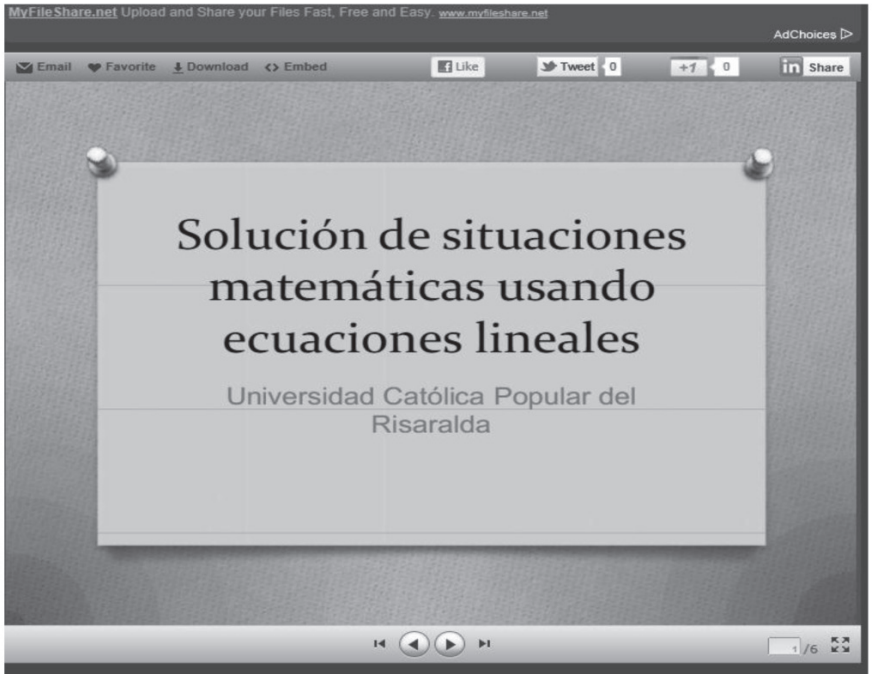 MyFileShare.net Upload and Share your Files Fast, Free and Easy. www.myfileshare.net
AdChoices
Email Favorite Download Embed Like Tweet 0 +1 0 in Share
Solución de situaciones
matemáticas usando
ecuaciones lineales
Universidad Católica Popular del
Risaralda
1 /6